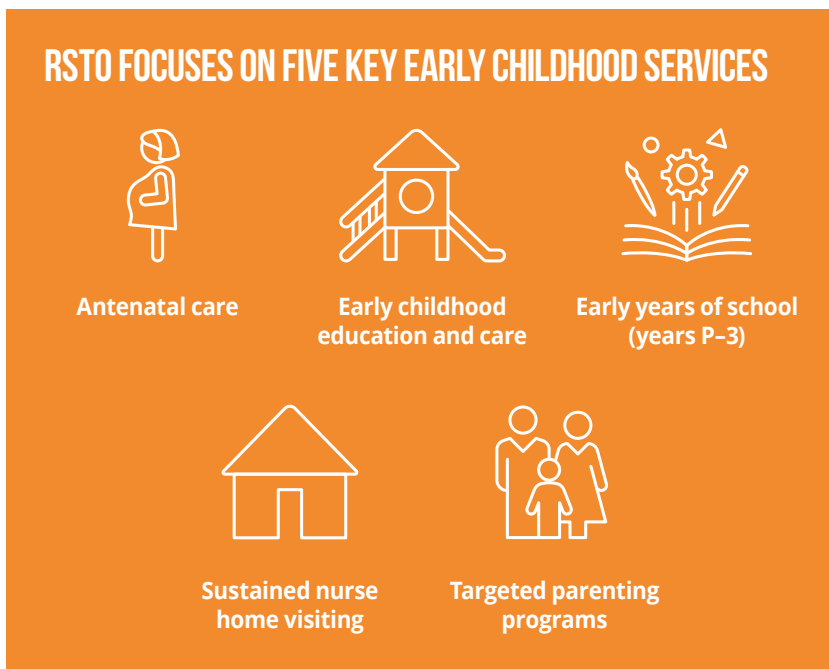 RSTO FOCUSES ON FIVE KEY EARLY CHILDHOOD SERVICES
Antenatal care
Early childhood
education and care
Early years of school
(years P–3)
Sustained nurse
home visiting
Targeted parenting
programs